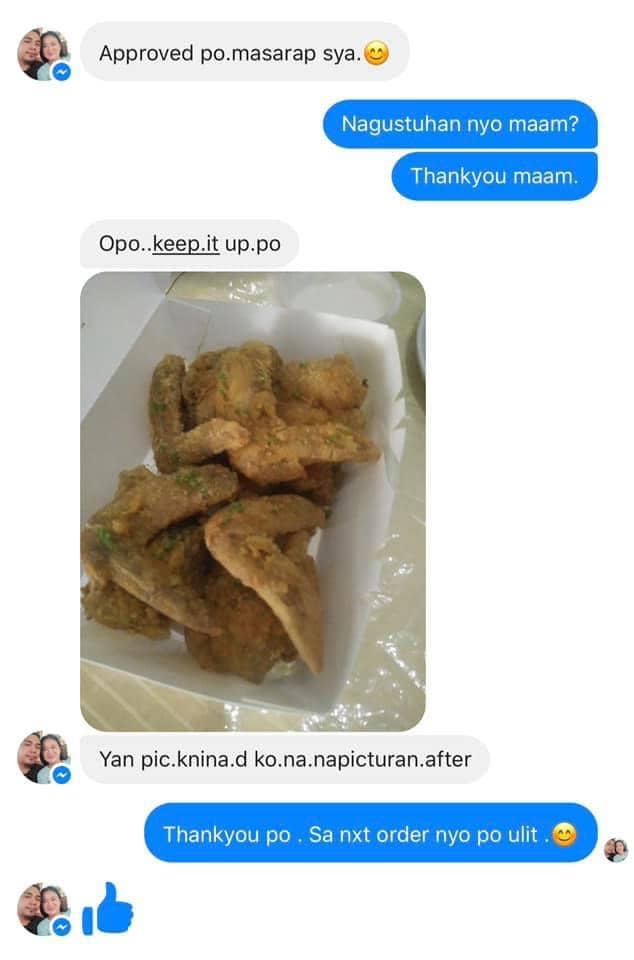 Approved po.masarap sya.😊
Nagustuhan nyo maam?
Thankyou maam.
Opo..keep.it up.po
Yan pic.knina.d ko.na.napicturan.after
Thankyou po . Sa nxt order nyo po ulit .😊